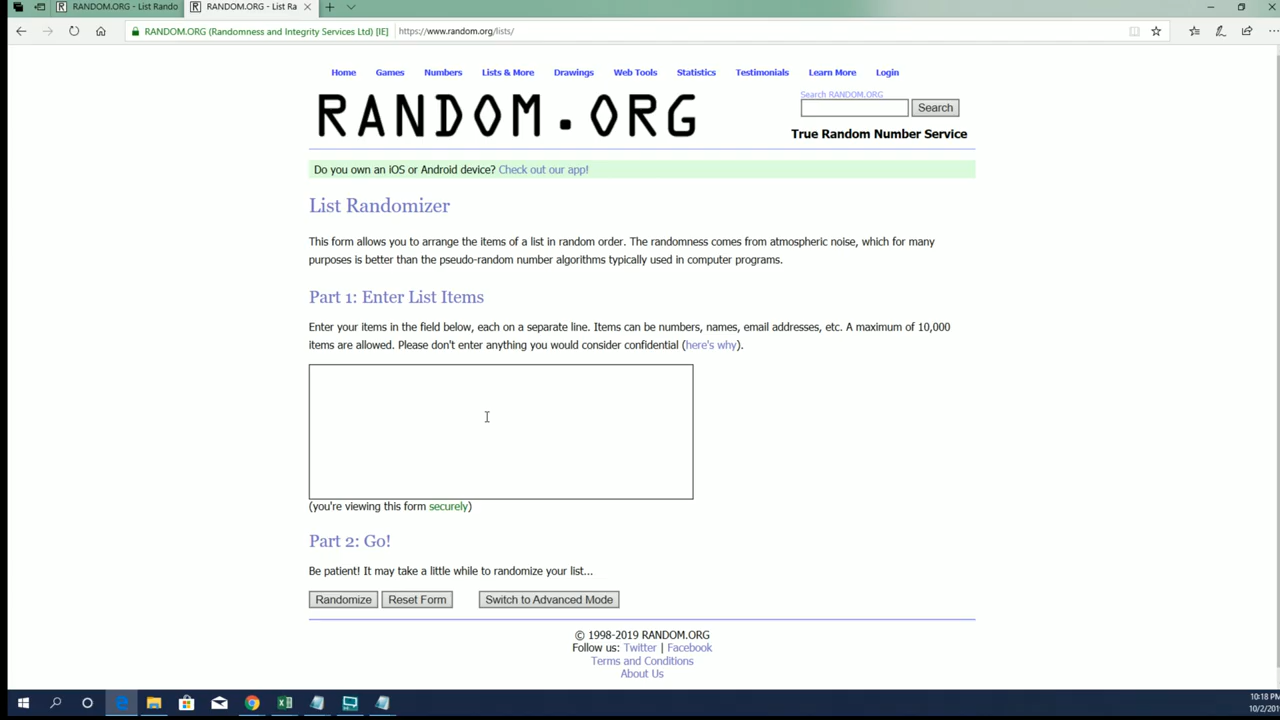 RANDOM.ORG - List Rando
RANDOM.ORG - List Ra
RANDOM.ORG (Randomness and Integrity Services Ltd) [IE]
https://www.random.org/lists/
Home Games Numbers Lists & More Drawings Web Tools Statistics Testimonials Learn More Login
RANDOM.ORG
Search RANDOM.ORG
Search
True Random Number Service
Do you own an iOS or Android device? Check out our app!
List Randomizer
This form allows you to arrange the items of a list in random order. The randomness comes from atmospheric noise, which for many
purposes is better than the pseudo-random number algorithms typically used in computer programs.
Part 1: Enter List Items
Enter your items in the field below, each on a separate line. Items can be numbers, names, email addresses, etc. A maximum of 10,000
items are allowed. Please don't enter anything you would consider confidential (here's why).
(you're viewing this form securely)
Part 2: Go!
Be patient! It may take a little while to randomize your list...
Randomize Reset Form Switch to Advanced Mode
© 1998-2019 RANDOM.ORG
Follow us: Twitter | Facebook
Terms and Conditions
About Us
10:18 PM
10/2/201